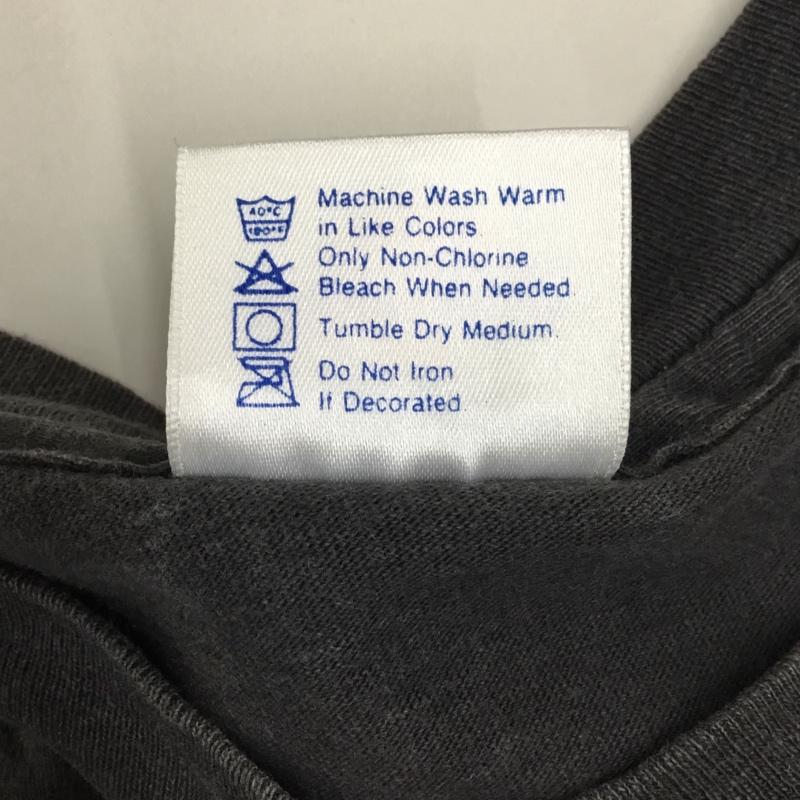 40°C
Machine Wash Warm
in Like Colors
Only Non-Chlorine
Bleach When Needed.
Tumble Dry Medium.
Do Not Iron
If Decorated